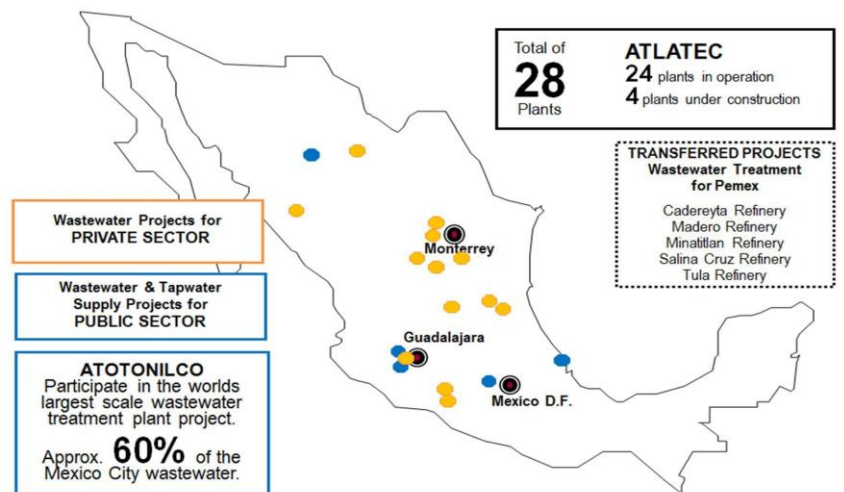 Total of
28
Plants
ATLATEC
24 plants in operation
4 plants under construction
TRANSFERRED PROJECTS
Wastewater Treatment
for Pemex
Cadereyta Refinery
Madero Refinery
Minatitlan Refinery
Salina Cruz Refinery
Tula Refinery
Wastewater Projects for
PRIVATE SECTOR
Wastewater & Tapwater
Supply Projects for
PUBLIC SECTOR
ATOTONILCO
Participate in the worlds
largest scale wastewater
treatment plant project.
Approx. 60% of the
Mexico City wastewater.
Monterrey
Guadalajara
Mexico D.F.